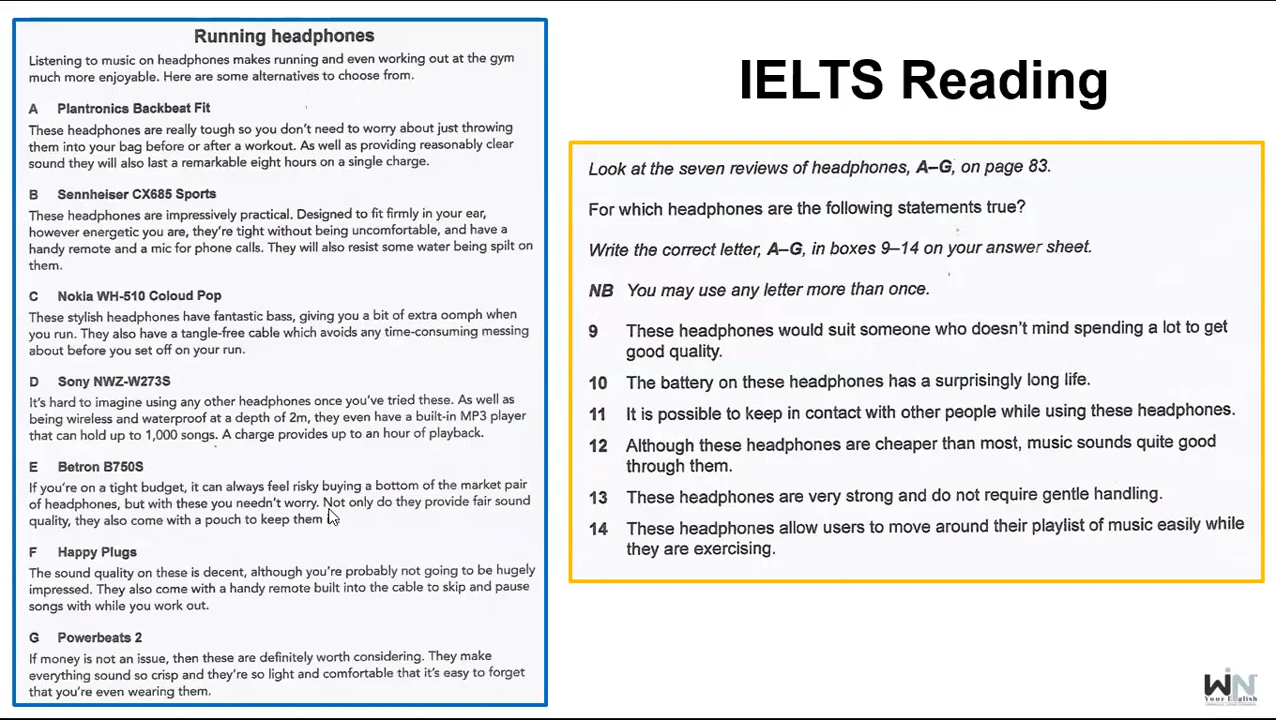 Running headphones
Listening to music on headphones makes running and even working out at the gym
much more enjoyable. Here are some alternatives to choose from.
A Plantronics Backbeat Fit
These headphones are really tough so you don't need to worry about just throwing
them into your bag before or after a workout. As well as providing reasonably clear
sound they will also last a remarkable eight hours on a single charge.
B Sennheiser CX685 Sports
These headphones are impressively practical. Designed to fit firmly in your ear,
however energetic you are, they're tight without being uncomfortable, and have a
handy remote and a mic for phone calls. They will also resist some water being spilt on
them.
C Nokia WH-510 Coloud Pop
These stylish headphones have fantastic bass, giving you a bit of extra oomph when
you run. They also have a tangle-free cable which avoids any time-consuming messing
about before you set off on your run.
D Sony NWZ-W273S
It's hard to imagine using any other headphones once you've tried these. As well as
being wireless and waterproof at a depth of 2m, they even have a built-in MP3 player
that can hold up to 1,000 songs. A charge provides up to an hour of playback.
E Betron B750S
If you're on a tight budget, it can always feel risky buying a bottom of the market pair
of headphones, but with these you needn't worry. Not only do they provide fair sound
quality, they also come with a pouch to keep them
F Happy Plugs
The sound quality on these is decent, although you're probably not going to be hugely
impressed. They also come with a handy remote built into the cable to skip and pause
songs with while you work out.
G Powerbeats 2
If money is not an issue, then these are definitely worth considering. They make
everything sound so crisp and they're so light and comfortable that it's easy to forget
that you're even wearing them.
IELTS Reading
Look at the seven reviews of headphones, A–G, on page 83.
For which headphones are the following statements true?
Write the correct letter, A–G, in boxes 9–14 on your answer sheet.
NB You may use any letter more than once.
9 These headphones would suit someone who doesn't mind spending a lot to get
good quality.
10 The battery on these headphones has a surprisingly long life.
11 It is possible to keep in contact with other people while using these headphones.
12 Although these headphones are cheaper than most, music sounds quite good
through them.
13 These headphones are very strong and do not require gentle handling.
14 These headphones allow users to move around their playlist of music easily while
they are exercising.
WIN
Your English